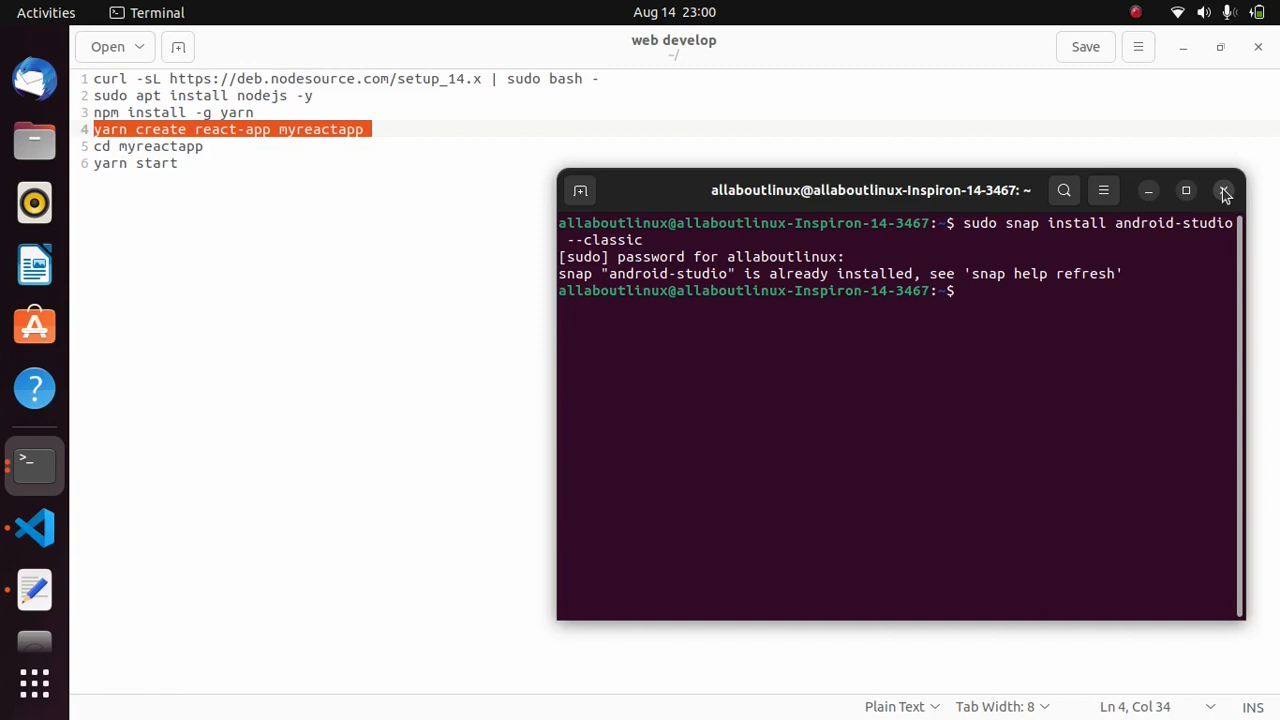 Activities Terminal Aug 14 23:00
Open web develop Save
~/
1 curl -sL https://deb.nodesource.com/setup_14.x | sudo bash -
2 sudo apt install nodejs -y
3 npm install -g yarn
4 yarn create react-app myreactapp
5 cd myreactapp
6 yarn start
allaboutlinux@allaboutlinux-Inspiron-14-3467: ~
allaboutlinux@allaboutlinux-Inspiron-14-3467:~$ sudo snap install android-studio
--classic
[sudo] password for allaboutlinux:
snap "android-studio" is already installed, see 'snap help refresh'
allaboutlinux@allaboutlinux-Inspiron-14-3467:~$
Plain Text Tab Width: 8 Ln 4, Col 34 INS